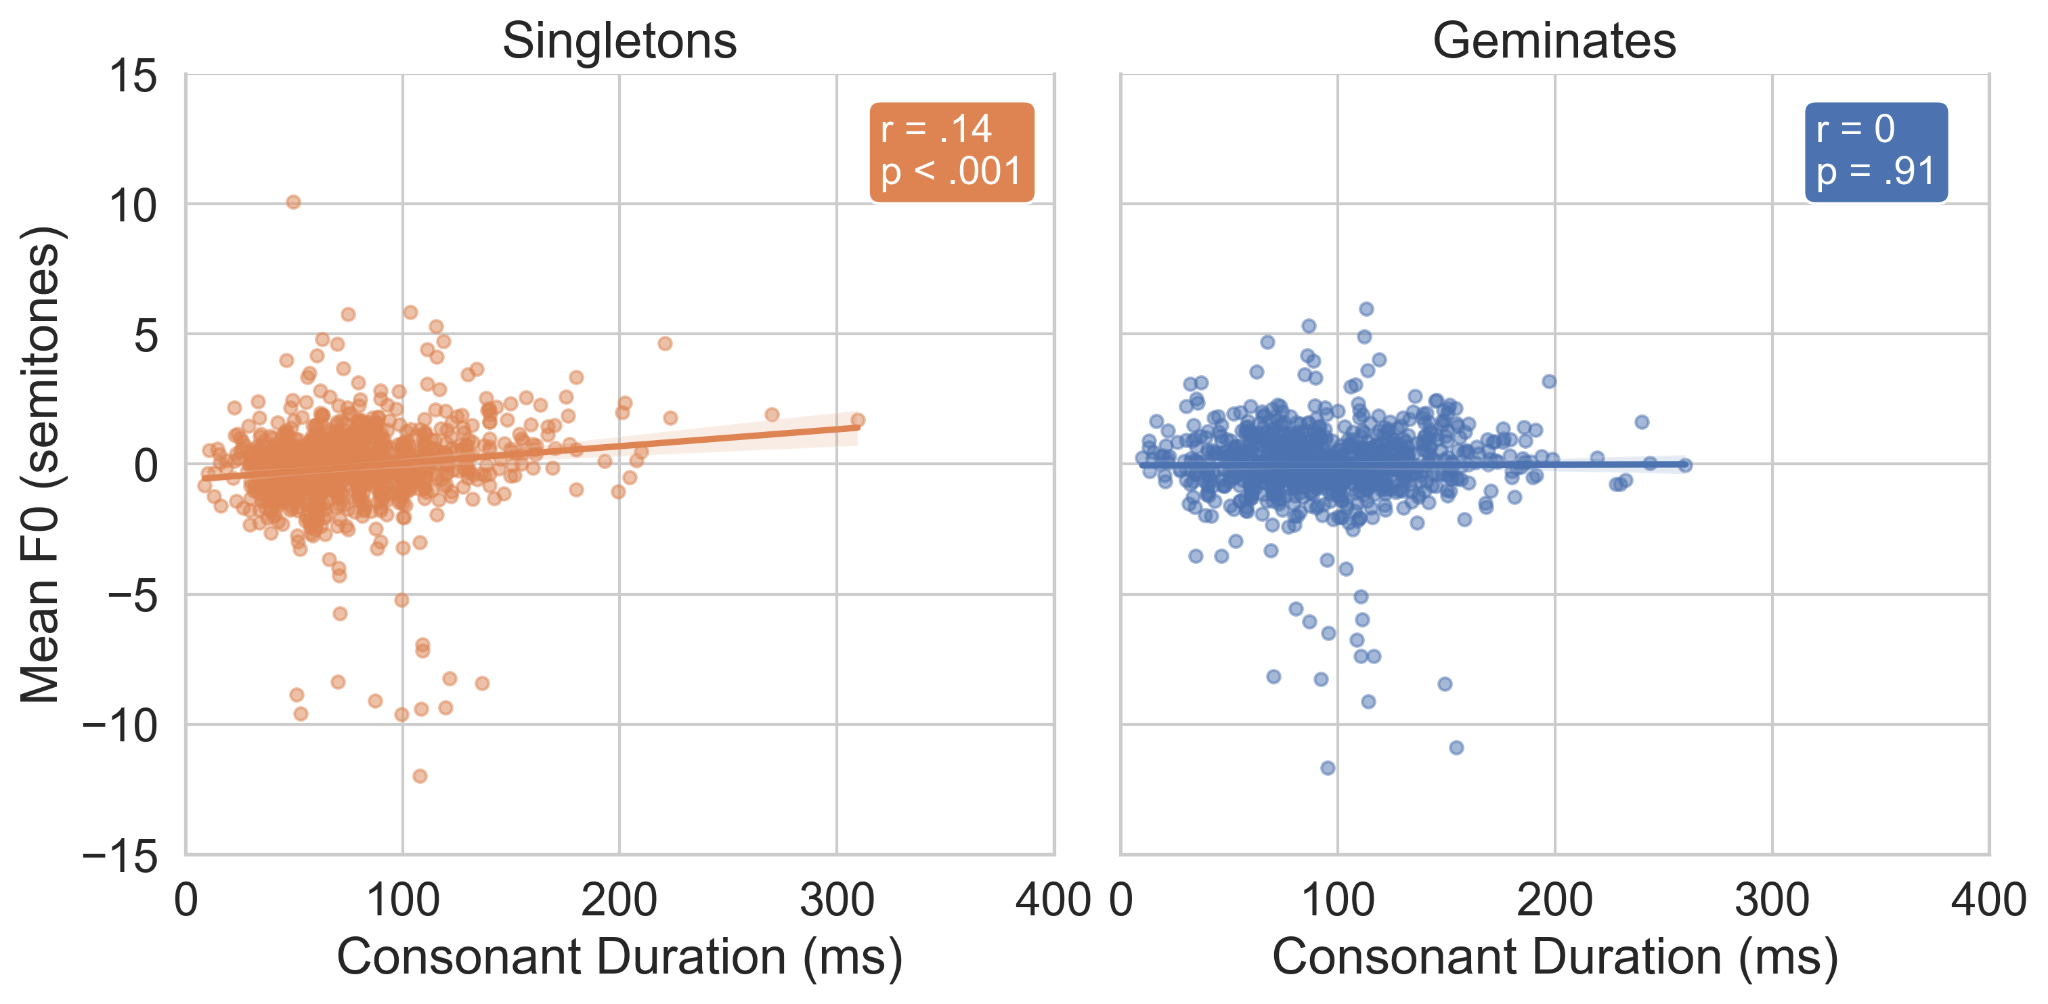 Singletons
Geminates
15
10
5
0
−5
−10
−15
Mean F0 (semitones)
r = .14
p < .001
r = 0
p = .91
0 100 200 300 400
0 100 200 300 400
Consonant Duration (ms)
Consonant Duration (ms)